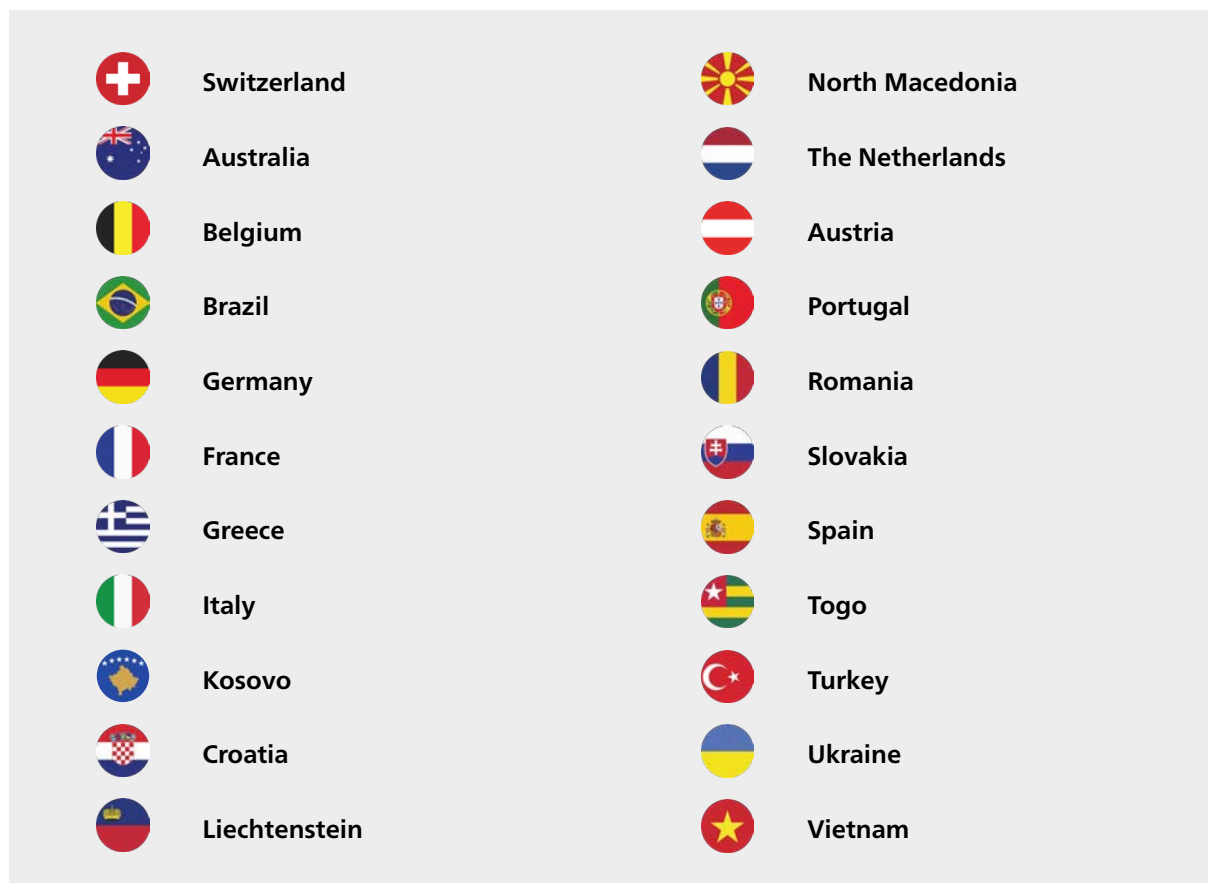 Switzerland
Australia
Belgium
Brazil
Germany
France
Greece
Italy
Kosovo
Croatia
Liechtenstein
North Macedonia
The Netherlands
Austria
Portugal
Romania
Slovakia
Spain
Togo
Turkey
Ukraine
Vietnam